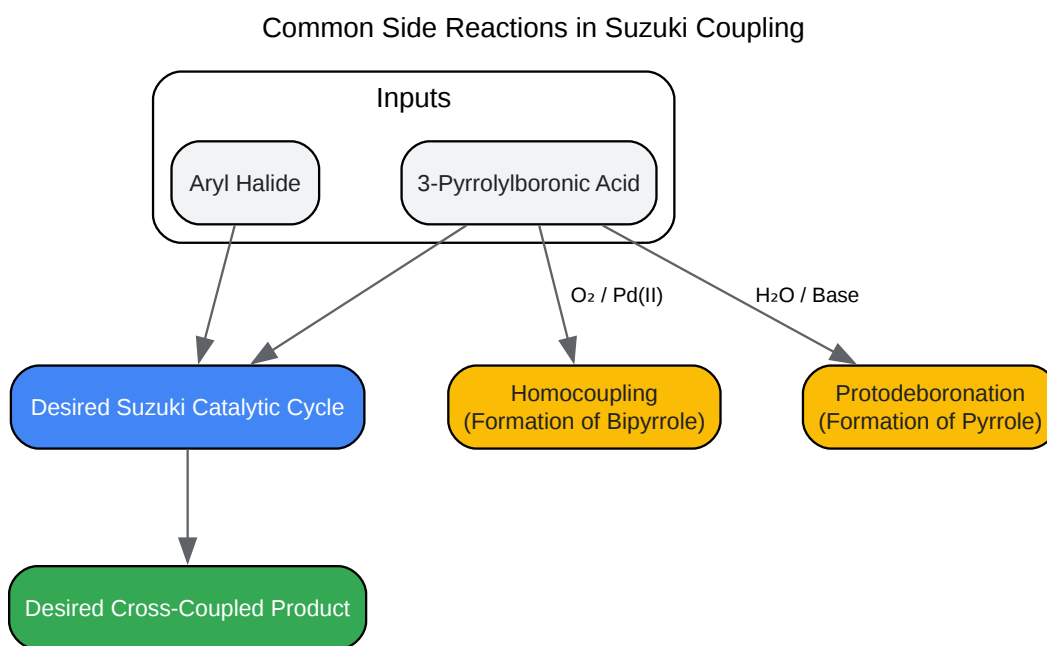 Common Side Reactions in Suzuki Coupling
Inputs
Aryl Halide
3-Pyrrolylboronic Acid
O₂ / Pd(II)
H₂O / Base
Desired Suzuki Catalytic Cycle
Homocoupling
(Formation of Bipyrrole)
Protodeboronation
(Formation of Pyrrole)
Desired Cross-Coupled Product